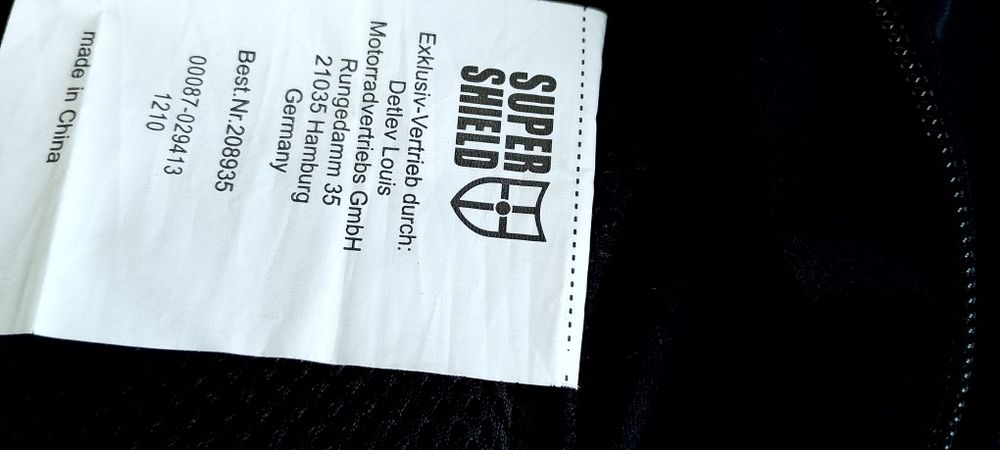 SUPER
SHIELD
Exklusiv-Vertrieb durch:
Detlev Louis
Motorradvertriebs GmbH
Rungedamm 35
21035 Hamburg
Germany
Best.Nr.208935
00087-029413
1210
made in China